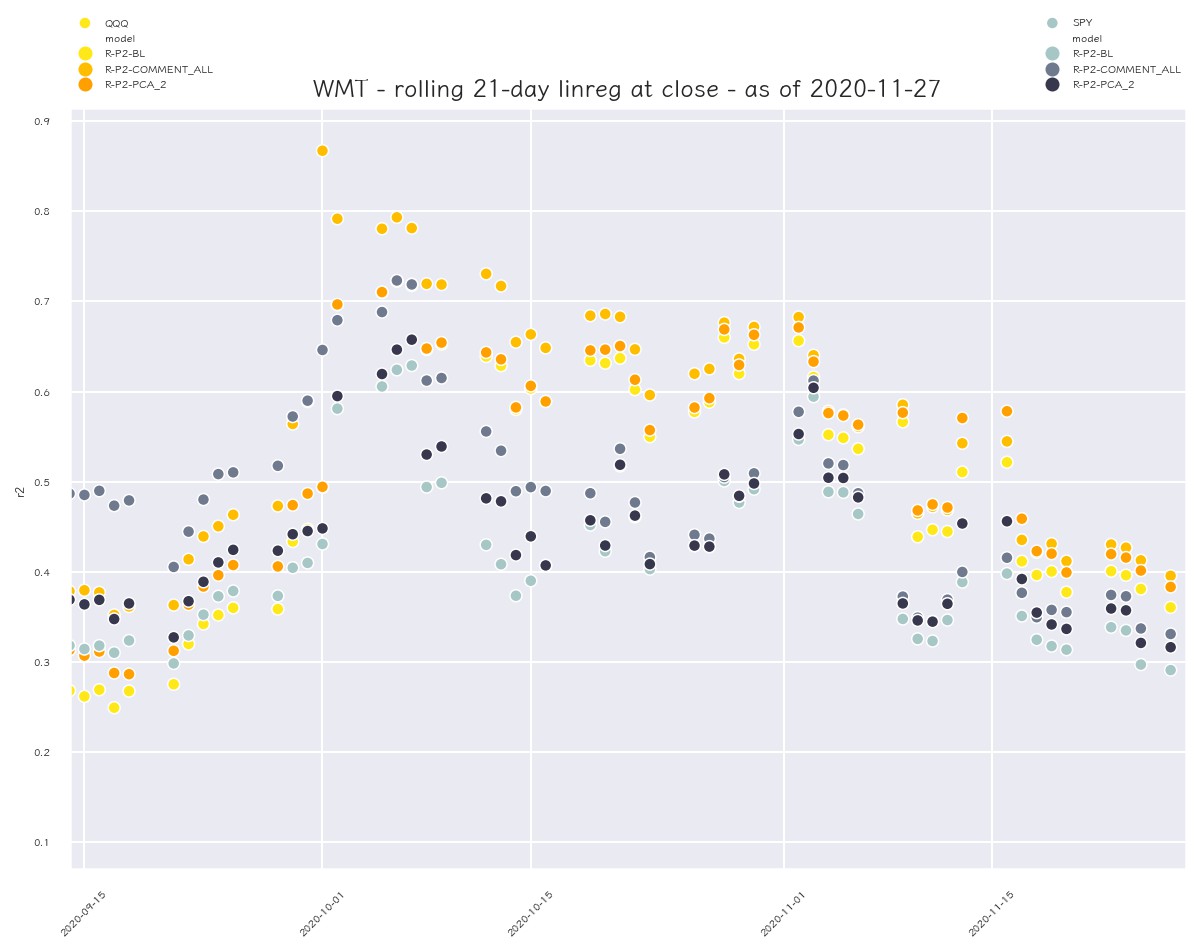 QQQ
model
R-P2-BL
R-P2-COMMENT_ALL
R-P2-PCA_2
SPY
model
R-P2-BL
R-P2-COMMENT_ALL
R-P2-PCA_2
WMT - rolling 21-day linreg at close - as of 2020-11-27
0.9
0.8
0.7
0.6
0.5
0.4
0.3
0.2
0.1
r2
2020-09-15
2020-10-01
2020-10-15
2020-11-01
2020-11-15